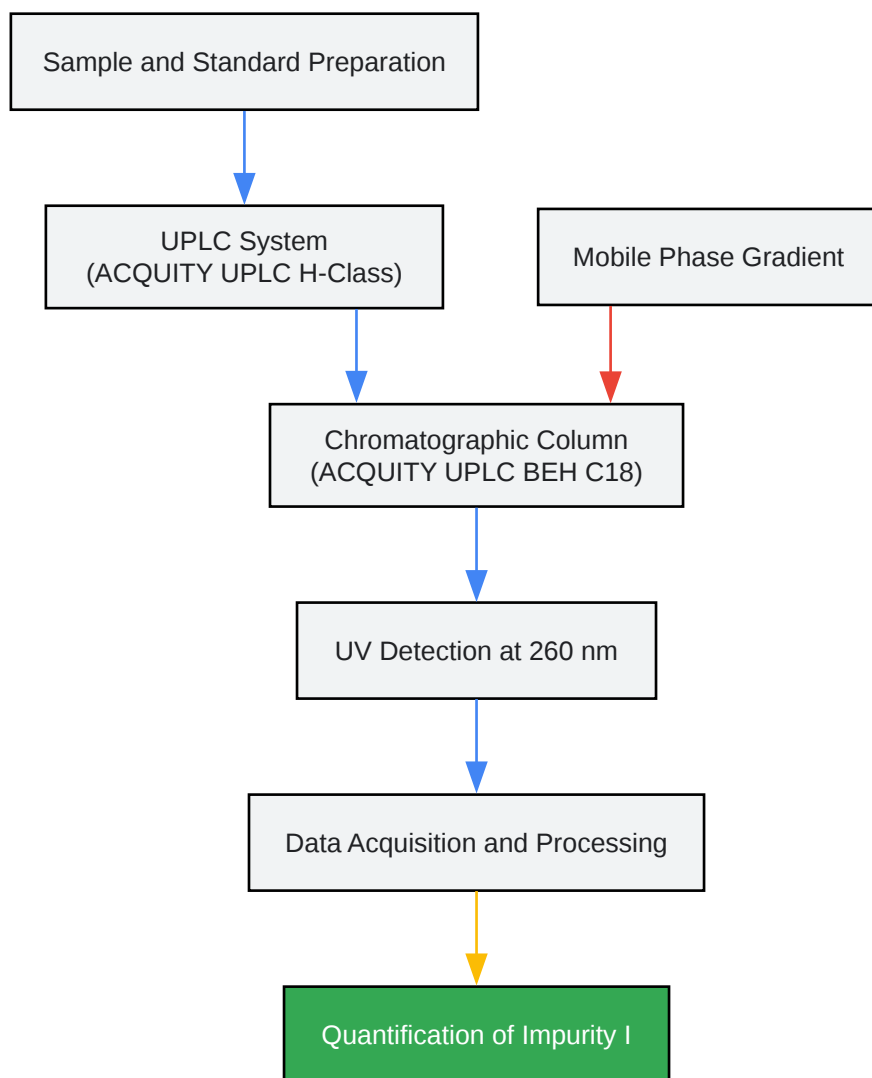 Sample and Standard Preparation
UPLC System
(ACQUITY UPLC H-Class)
Mobile Phase Gradient
Chromatographic Column
(ACQUITY UPLC BEH C18)
UV Detection at 260 nm
Data Acquisition and Processing
Quantification of Impurity I